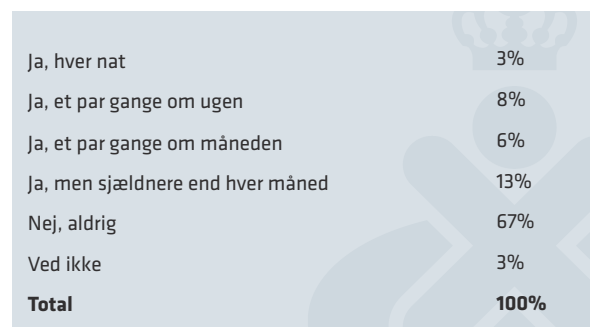 Ja, hver nat 3%
Ja, et par gange om ugen 8%
Ja, et par gange om måneden 6%
Ja, men sjældnere end hver måned 13%
Nej, aldrig 67%
Ved ikke 3%
Total 100%